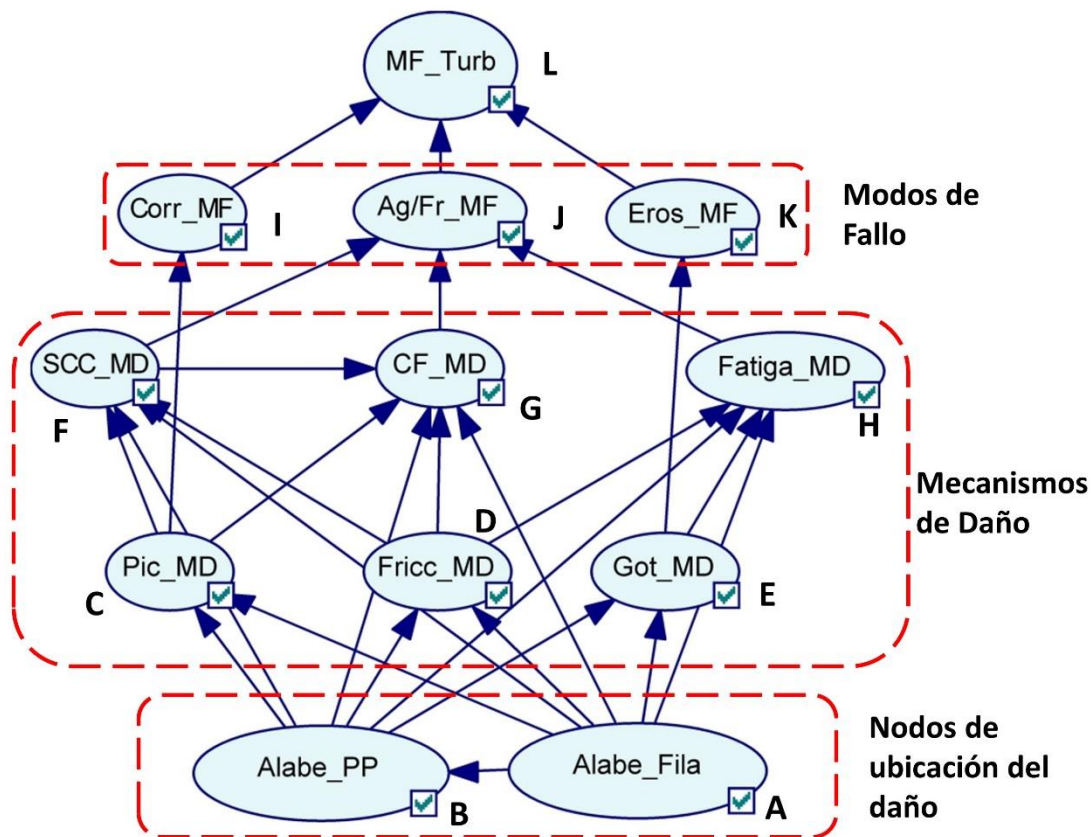 MF_Turb
L
Corr_MF
I
Ag/Fr_MF
J
Eros_MF
K
Modos de
Fallo
SCC_MD
F
CF_MD
G
Fatiga_MD
H
Mecanismos
de Daño
Pic_MD
C
Fricc_MD
D
Got_MD
E
Alabe_PP
B
Alabe_Fila
A
Nodos de
ubicación del
daño